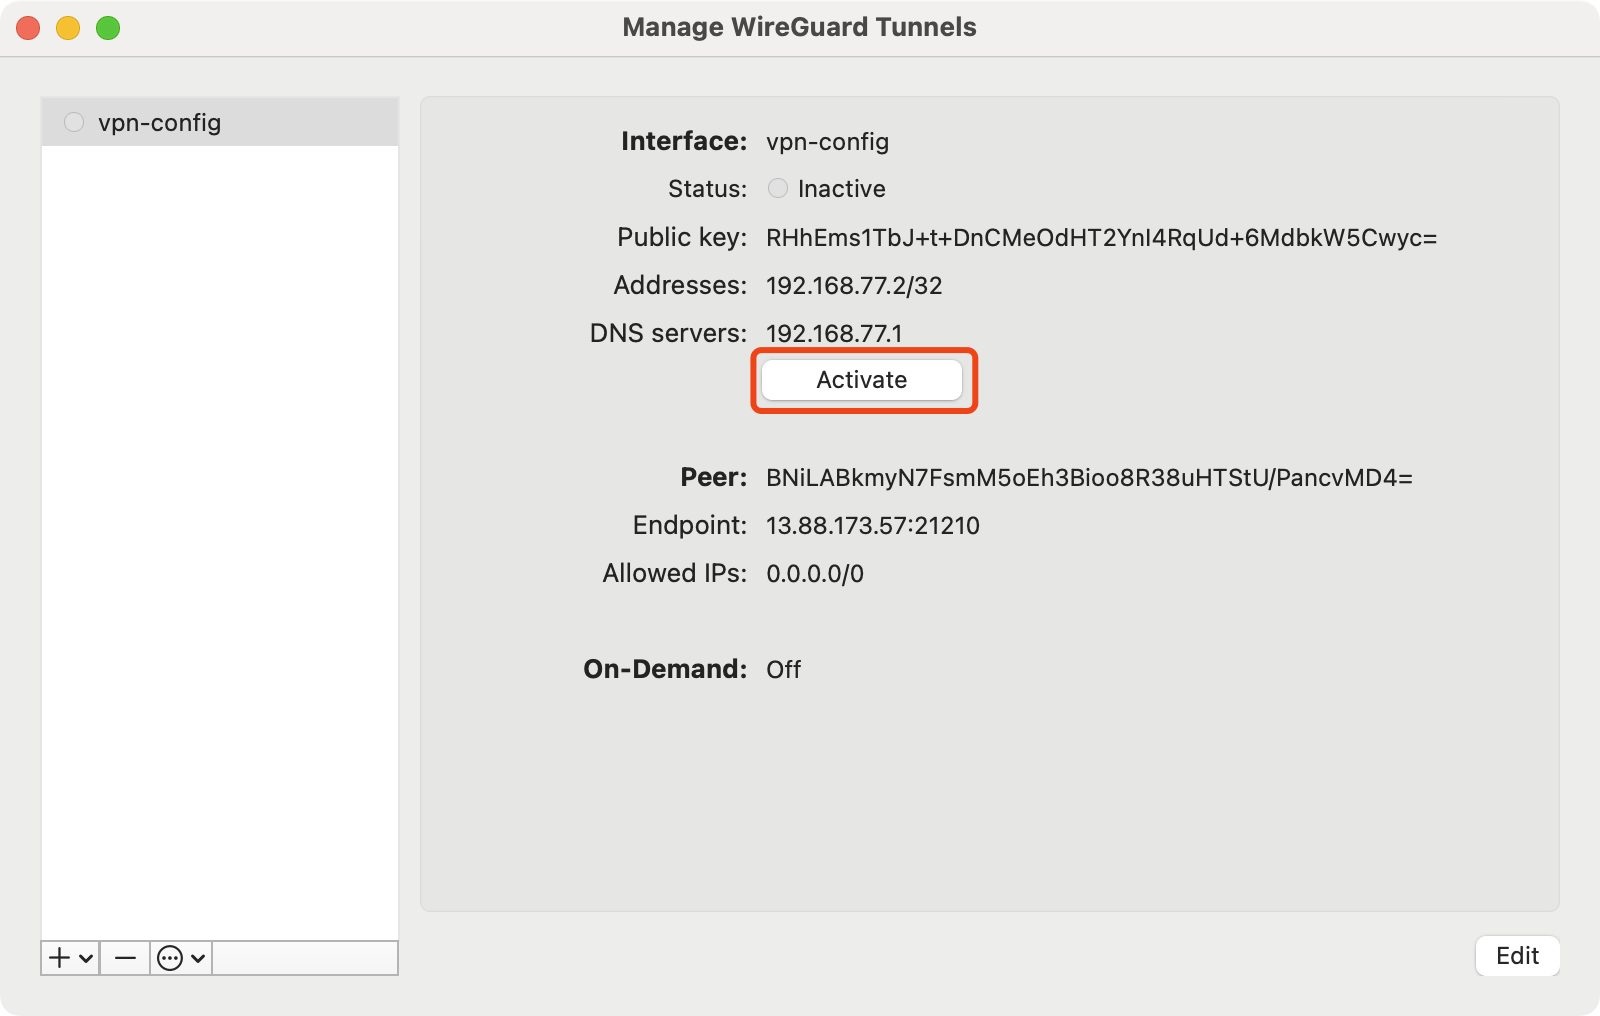 Manage WireGuard Tunnels
vpn-config
Interface: vpn-config
Status: Inactive
Public key: RHhEms1TbJ+t+DnCMeOdHT2YnI4RqUd+6MdbkW5Cwyc=
Addresses: 192.168.77.2/32
DNS servers: 192.168.77.1
Activate
Peer: BNiLABkmyN7FsmM5oEh3Bioo8R38uHTStU/PancvMD4=
Endpoint: 13.88.173.57:21210
Allowed IPs: 0.0.0.0/0
On-Demand: Off
Edit